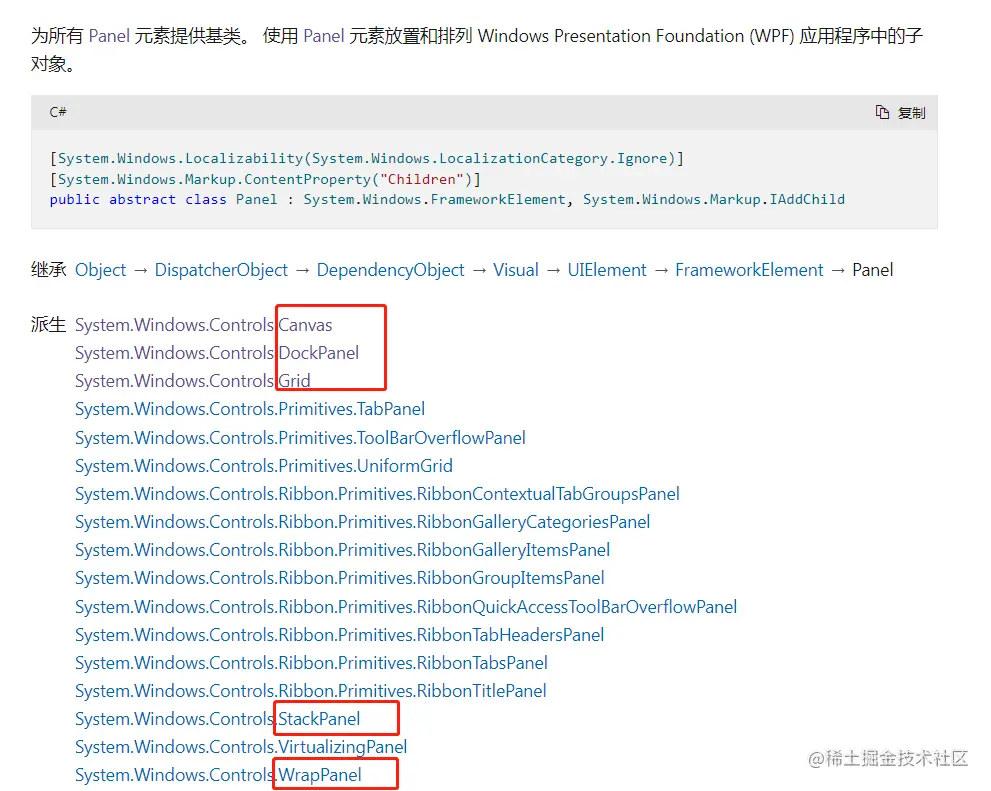 为所有 Panel 元素提供基类。 使用 Panel 元素放置和排列 Windows Presentation Foundation (WPF) 应用程序中的子
对象。
C# 复制
[System.Windows.Localizability(System.Windows.LocalizationCategory.Ignore)]
[System.Windows.Markup.ContentProperty("Children")]
public abstract class Panel : System.Windows.FrameworkElement, System.Windows.Markup.IAddChild
继承 Object → DispatcherObject → DependencyObject → Visual → UIElement → FrameworkElement → Panel
派生 System.Windows.Controls.Canvas
System.Windows.Controls.DockPanel
System.Windows.Controls.Grid
System.Windows.Controls.Primitives.TabPanel
System.Windows.Controls.Primitives.ToolBarOverflowPanel
System.Windows.Controls.Primitives.UniformGrid
System.Windows.Controls.Ribbon.Primitives.RibbonContextualTabGroupsPanel
System.Windows.Controls.Ribbon.Primitives.RibbonGalleryCategoriesPanel
System.Windows.Controls.Ribbon.Primitives.RibbonGalleryItemsPanel
System.Windows.Controls.Ribbon.Primitives.RibbonGroupItemsPanel
System.Windows.Controls.Ribbon.Primitives.RibbonQuickAccessToolBarOverflowPanel
System.Windows.Controls.Ribbon.Primitives.RibbonTabHeadersPanel
System.Windows.Controls.Ribbon.Primitives.RibbonTabsPanel
System.Windows.Controls.Ribbon.Primitives.RibbonTitlePanel
System.Windows.Controls.StackPanel
System.Windows.Controls.VirtualizingPanel
System.Windows.Controls.WrapPanel
@稀土掘金技术社区